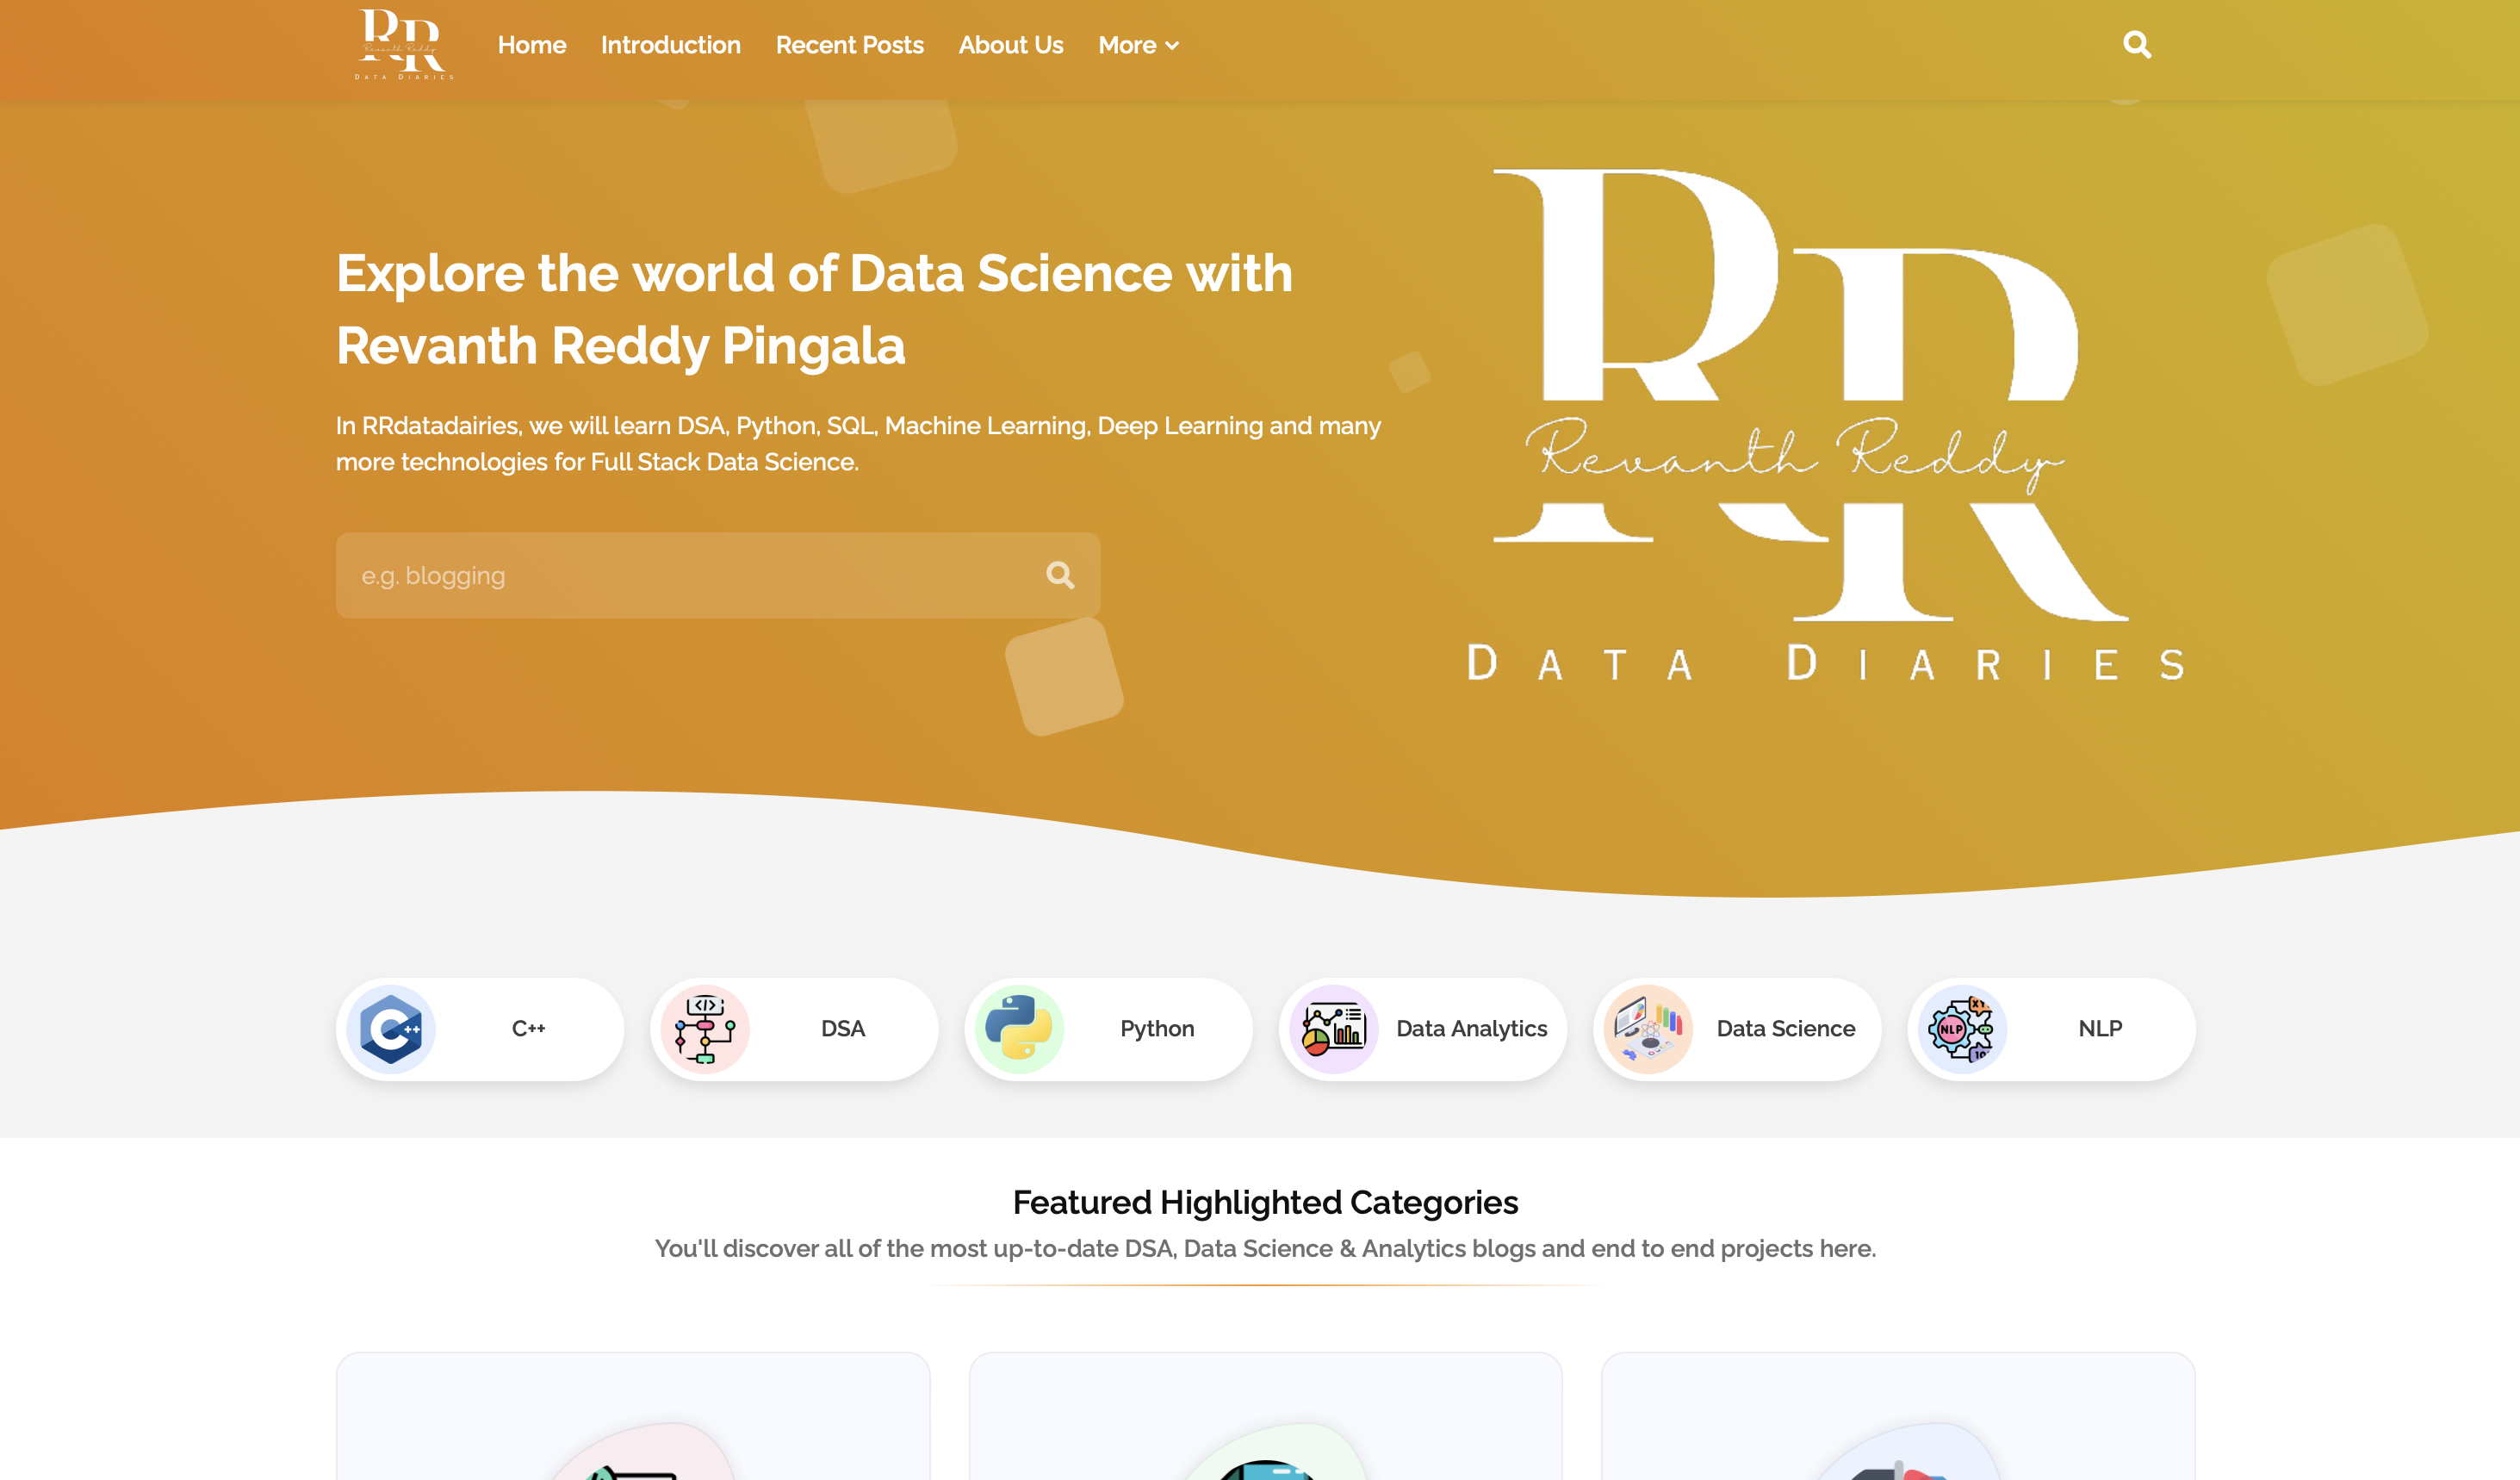 RR
Revanth Reddy
DATA DIARIES
Home Introduction Recent Posts About Us More
Explore the world of Data Science with
Revanth Reddy Pingala
In RRdatadairies, we will learn DSA, Python, SQL, Machine Learning, Deep Learning and many
more technologies for Full Stack Data Science.
e.g. blogging
RR
Revanth Reddy
DATA DIARIES
C++
C++
</>
DSA
Python
Data Analytics
Data Science
NLP
NLP
Featured Highlighted Categories
You'll discover all of the most up-to-date DSA, Data Science & Analytics blogs and end to end projects here.